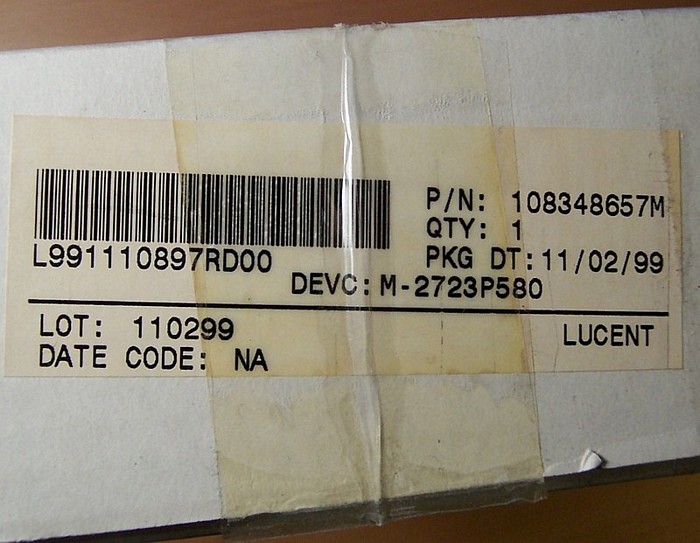 P/N: 108348657M
QTY: 1
L991110897RD00 PKG DT: 11/02/99
DEVC: M-2723P580
LOT: 110299 LUCENT
DATE CODE: NA